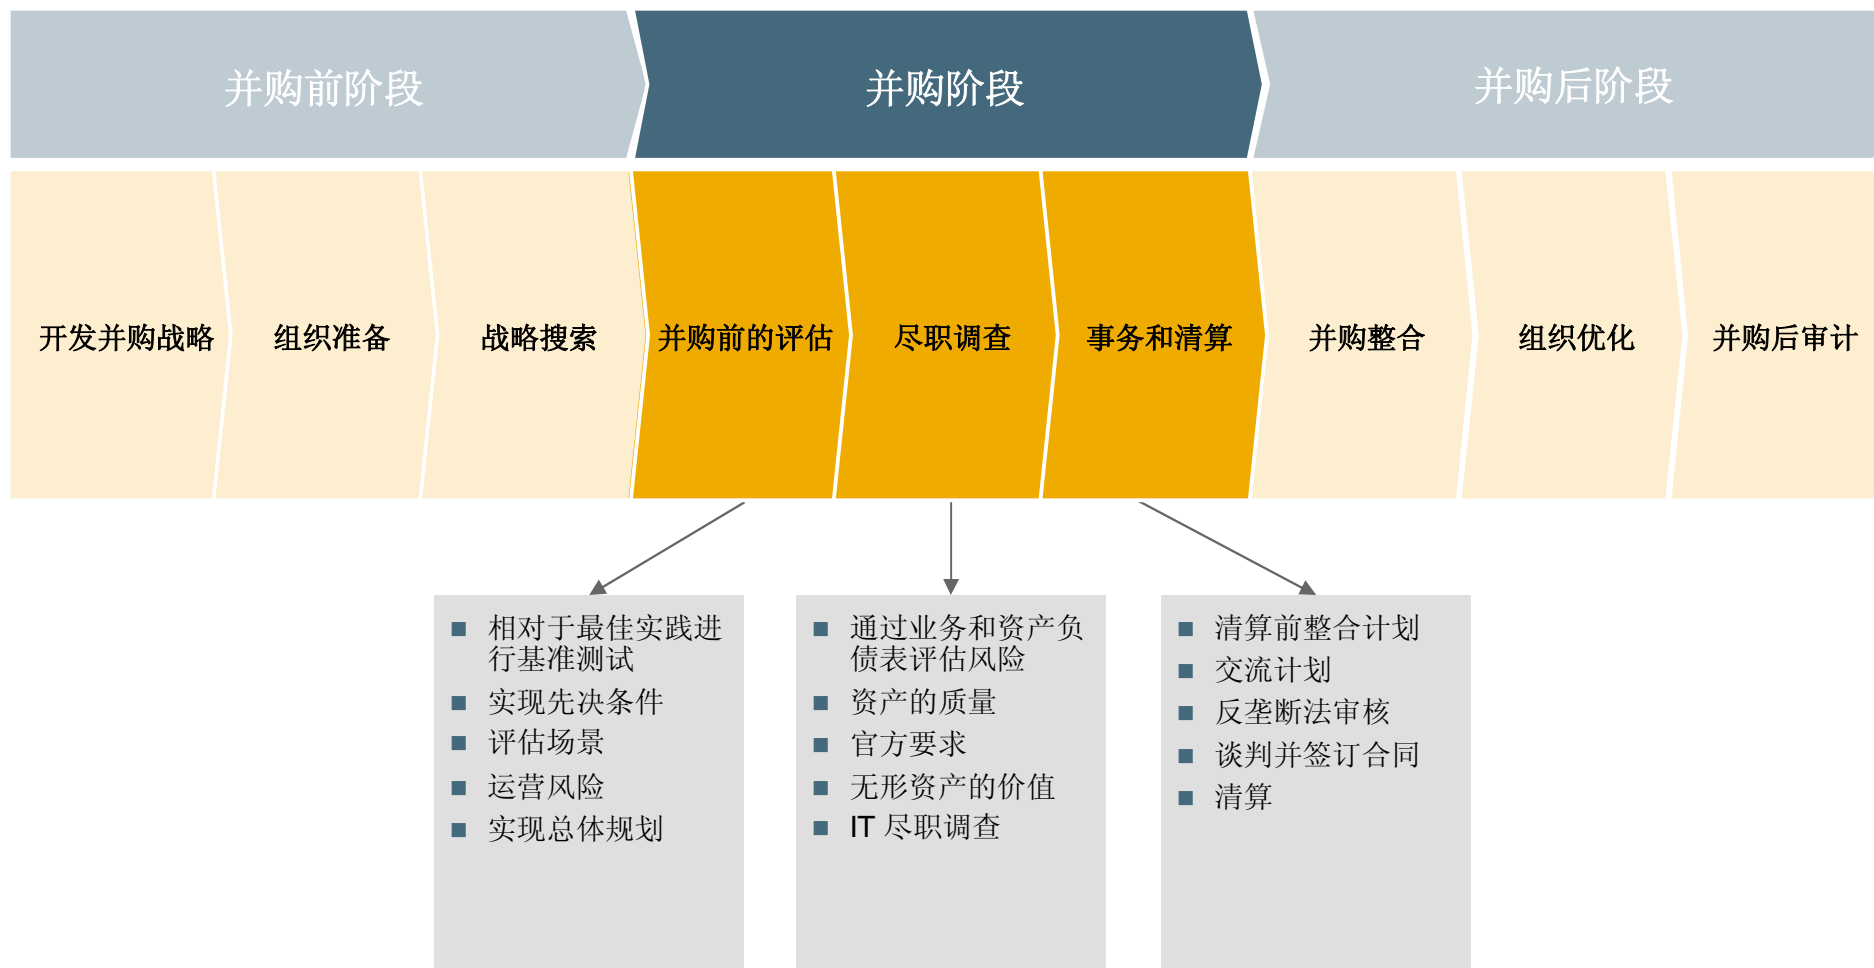 并购前阶段
并购阶段
并购后阶段
开发并购战略
组织准备
战略搜索
并购前的评估
尽职调查
事务和清算
并购整合
组织优化
并购后审计
相对于最佳实践进
行基准测试
实现先决条件
评估场景
运营风险
实现总体规划
通过业务和资产负
债表评估风险
资产的质量
官方要求
无形资产的价值
IT 尽职调查
清算前整合计划
交流计划
反垄断法审核
谈判并签订合同
清算